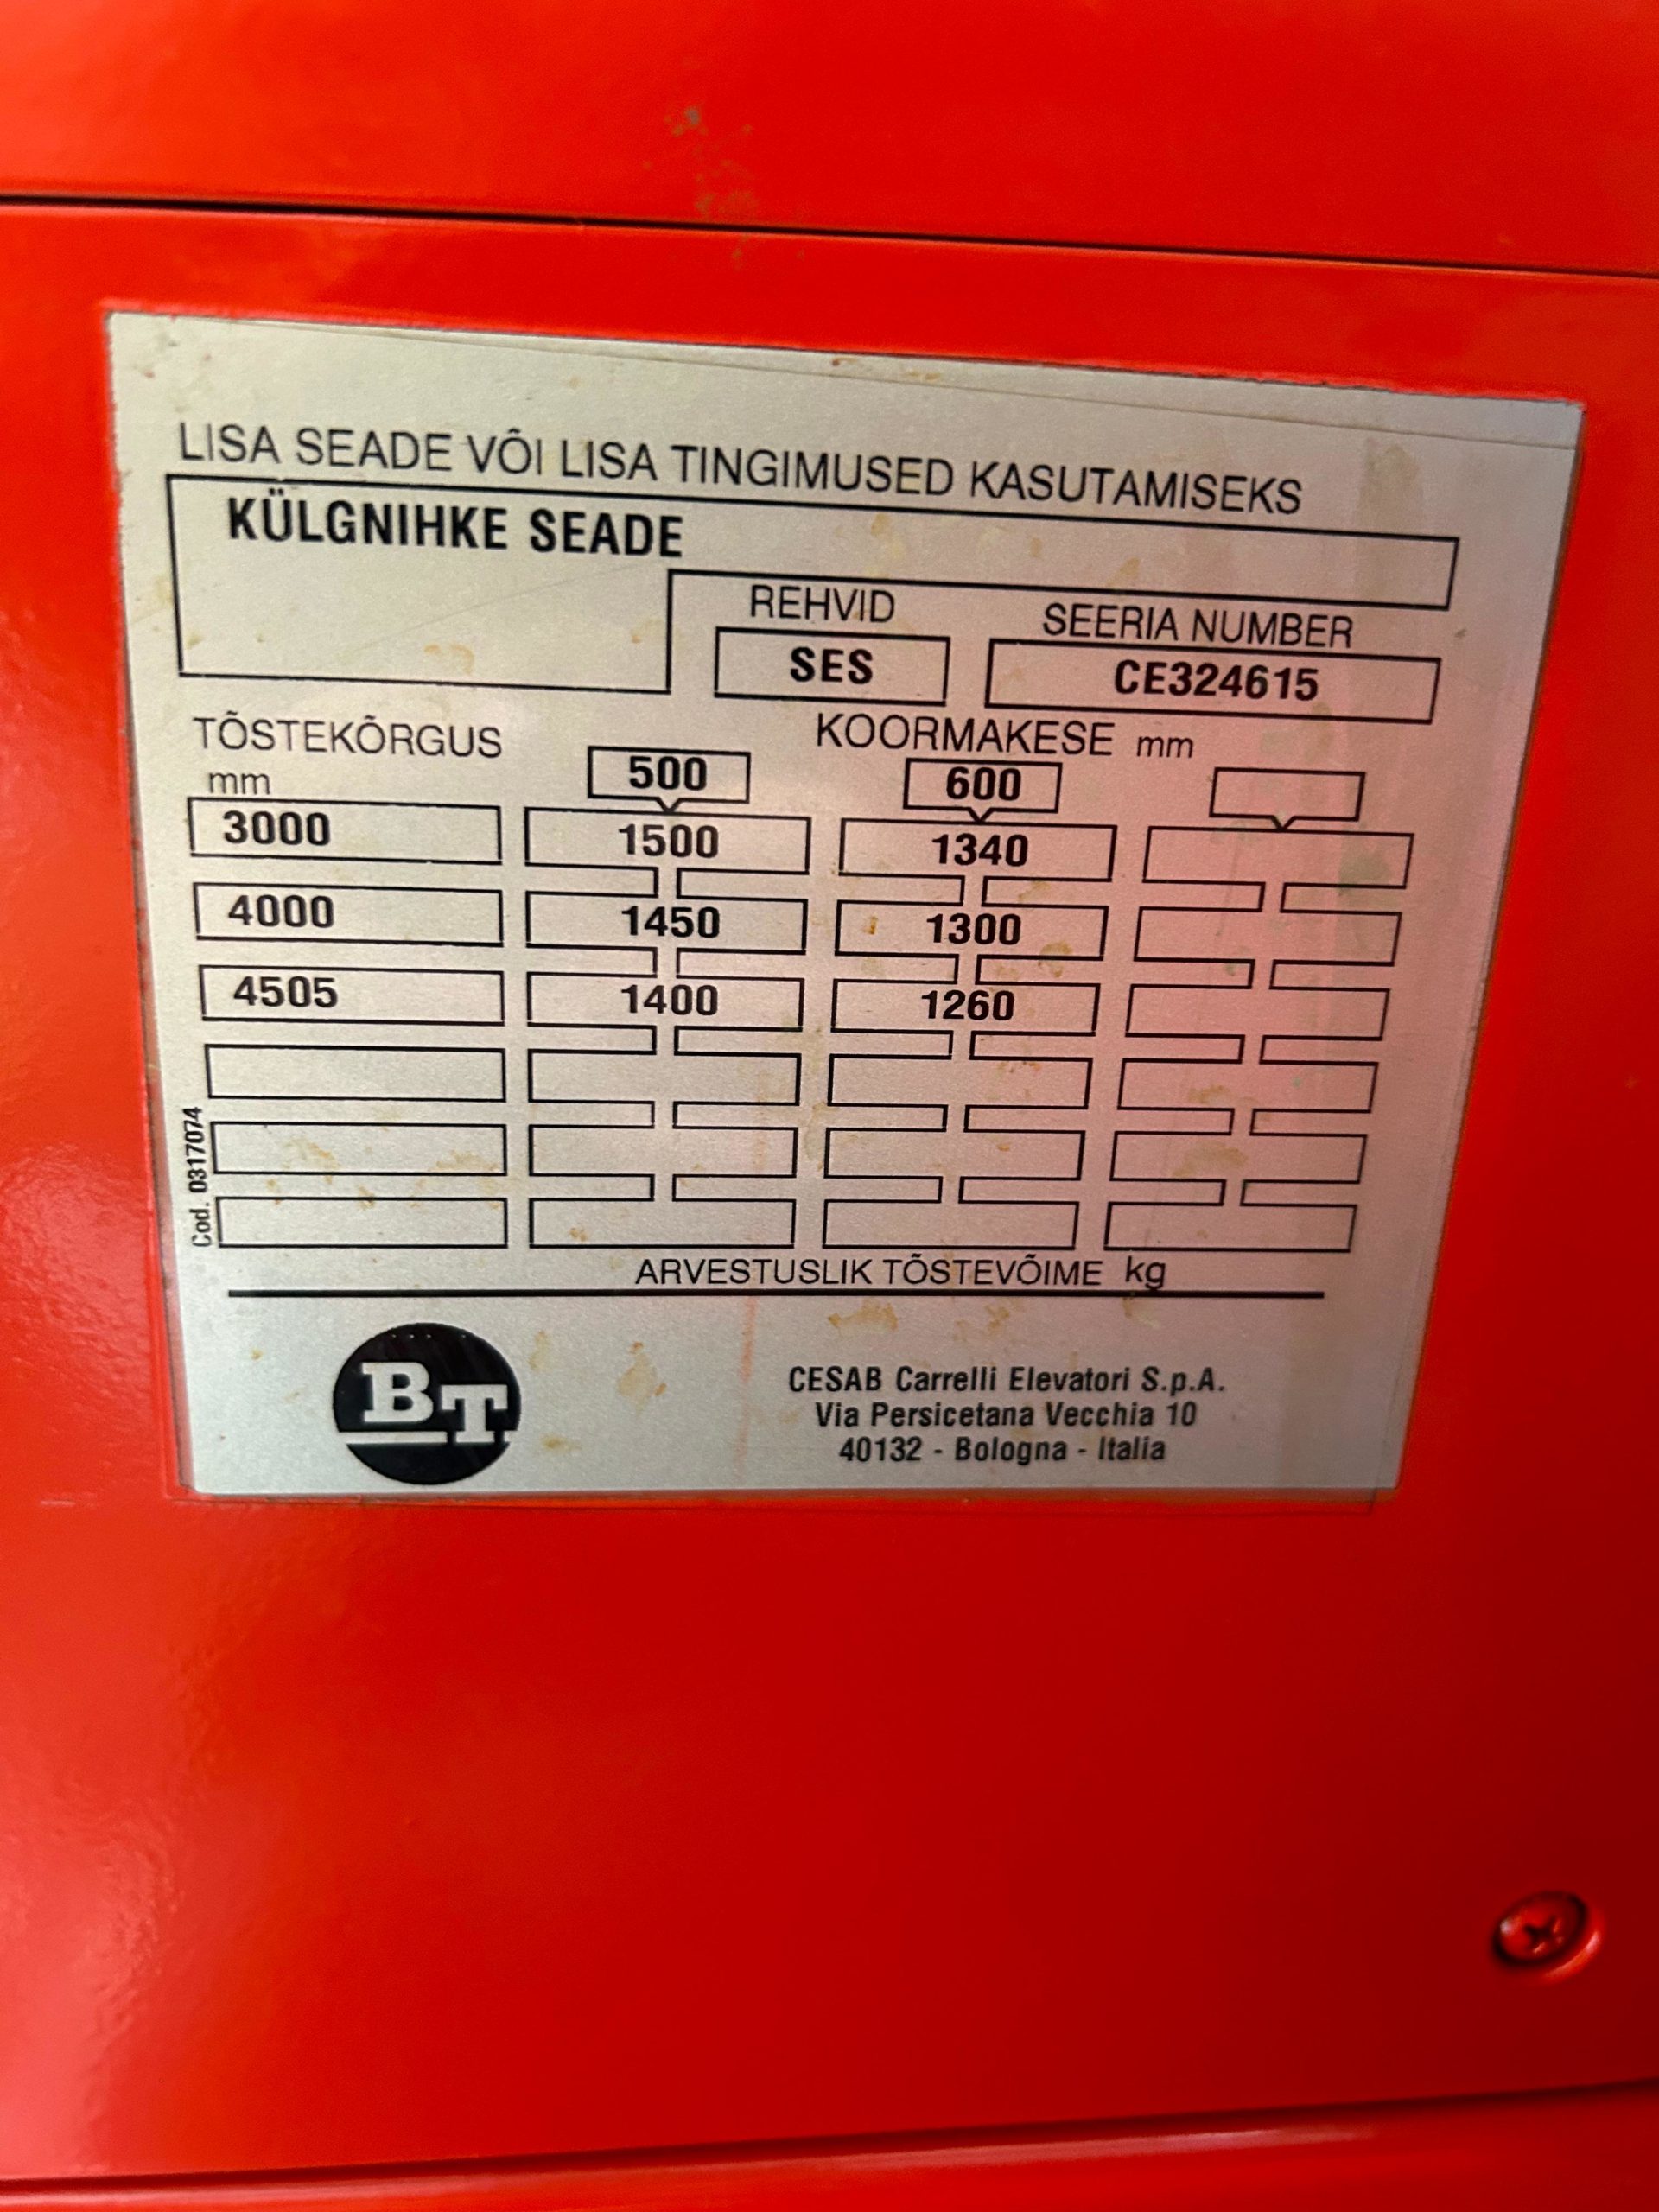 LISA SEADE VÕI LISA TINGIMUSED KASUTAMISEKS
KÜLGNIHKE SEADE
REHVID SEERIA NUMBER
SES CE324615
TÕSTEKÕRGUS KOORMAKESE mm
mm 500 600
3000 1500 1340
4000 1450 1300
4505 1400 1260
Cod. 0317074
ARVESTUSLIK TÕSTEVÕIME kg
BT
CESAB Carrelli Elevatori S.p.A.
Via Persicetana Vecchia 10
40132 - Bologna - Italia